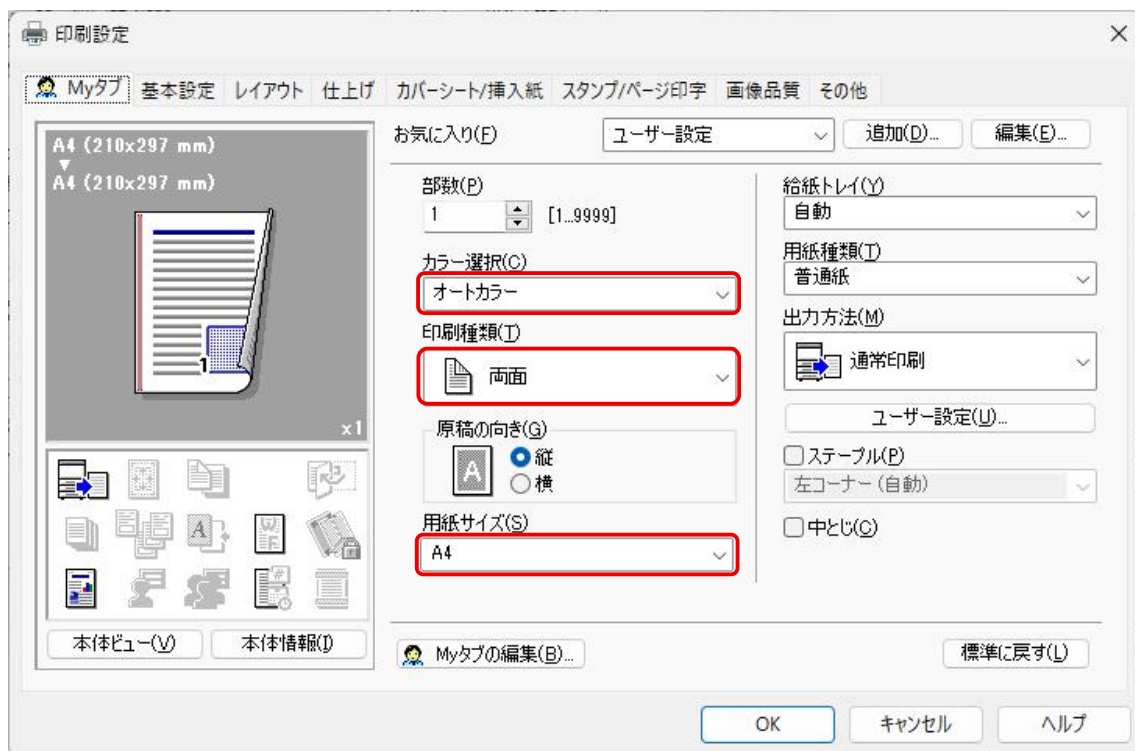 印刷設定
Myタブ 基本設定 レイアウト 仕上げ カバーシート/挿入紙 スタンプ/ページ印字 画像品質 その他
A4 (210x297 mm)
A4 (210x297 mm)
1
x1
本体ビュー(V) 本体情報(I)
お気に入り(F) ユーザー設定 追加(D)... 編集(E)...
部数(P)
1 [1...9999]
カラー選択(C)
オートカラー
印刷種類(T)
両面
原稿の向き(G)
A 縦
横
用紙サイズ(S)
A4
給紙トレイ(Y)
自動
用紙種類(T)
普通紙
出力方法(M)
通常印刷
ユーザー設定(U)...
ステープル(P)
左コーナー (自動)
中とじ(C)
Myタブの編集(B)... 標準に戻す(L)
OK キャンセル ヘルプ